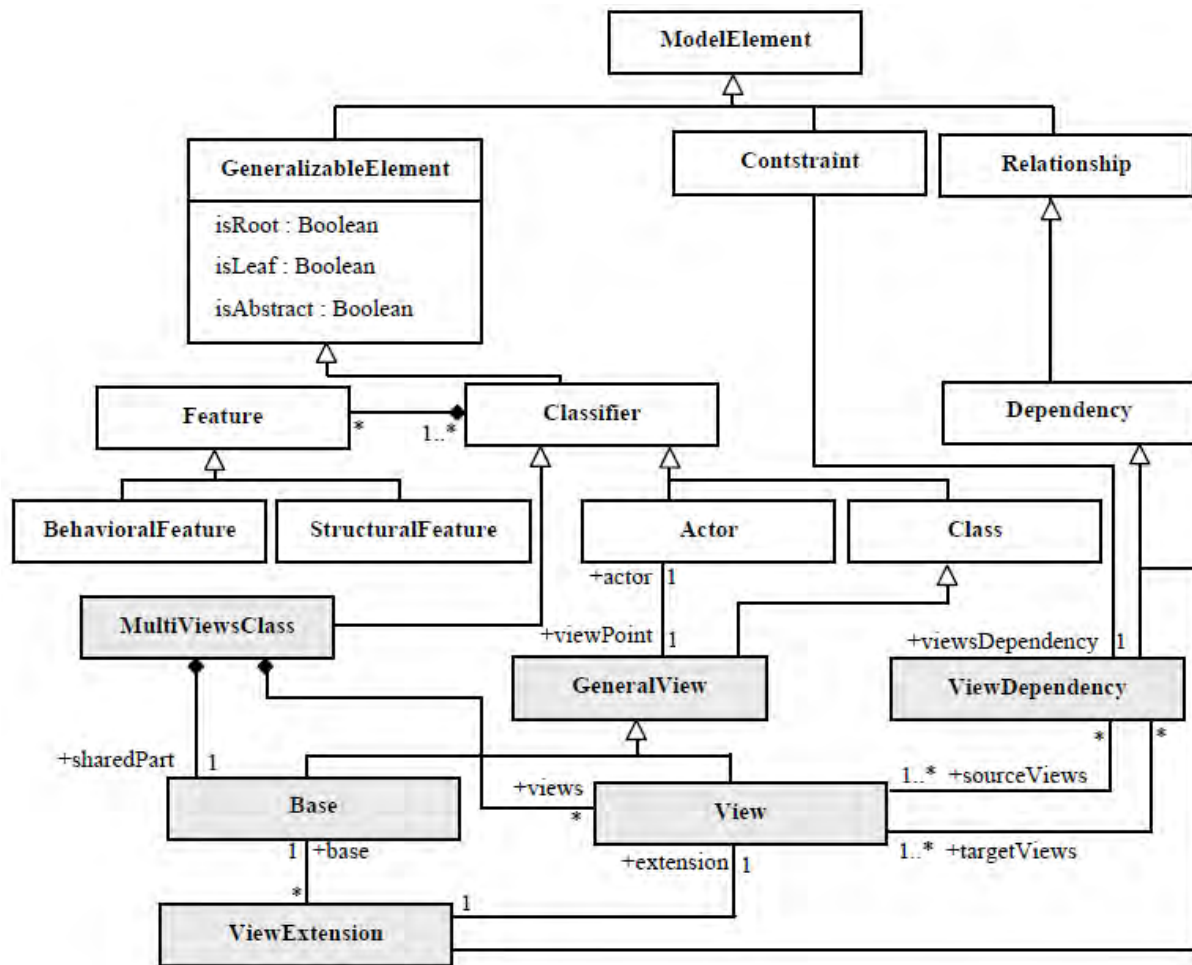 ModelElement
GeneralizableElement
isRoot : Boolean
isLeaf : Boolean
isAbstract : Boolean
Contstraint
Relationship
Feature
*
1..*
Classifier
Dependency
BehavioralFeature
StructuralFeature
Actor
Class
+actor 1
MultiViewsClass
+viewPoint 1
+viewsDependency 1
GeneralView
ViewDependency
* *
+sharedPart 1
+views
*
1..* +sourceViews
Base
View
1 +base
+extension 1
1..* +targetViews
*
1
ViewExtension